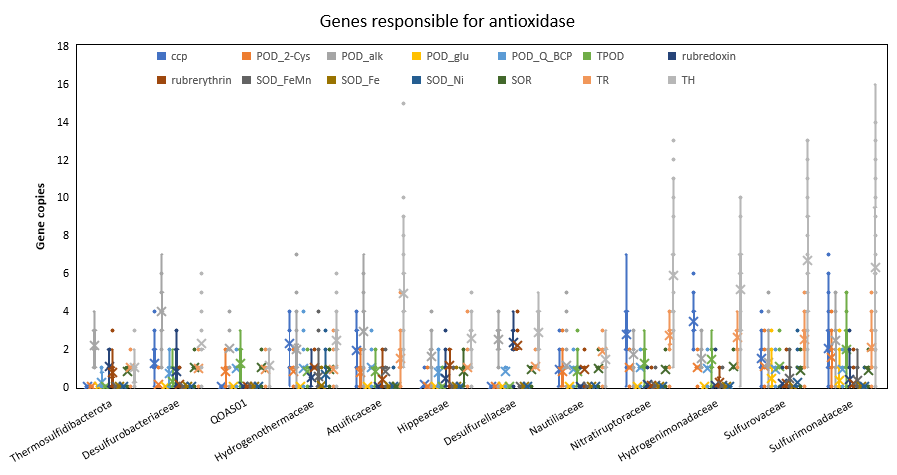 Genes responsible for antioxidase
18
16
14
12
10
8
6
4
2
0
Gene copies
ccp POD_2-Cys POD_alk POD_glu POD_Q_BCP TPOD rubredoxin
rubrerythrin SOD_FeMn SOD_Fe SOD_Ni SOR TR TH
Thermosulfidibacterota
Desulfurobacteriaceae
QOAS01
Hydrogenothermaceae
Aquificaceae
Hippeaceae
Desulfurellaceae
Nautiliaceae
Nitratiruptoraceae
Hydrogenimonadaceae
Sulfurovaceae
Sulfurimonadaceae